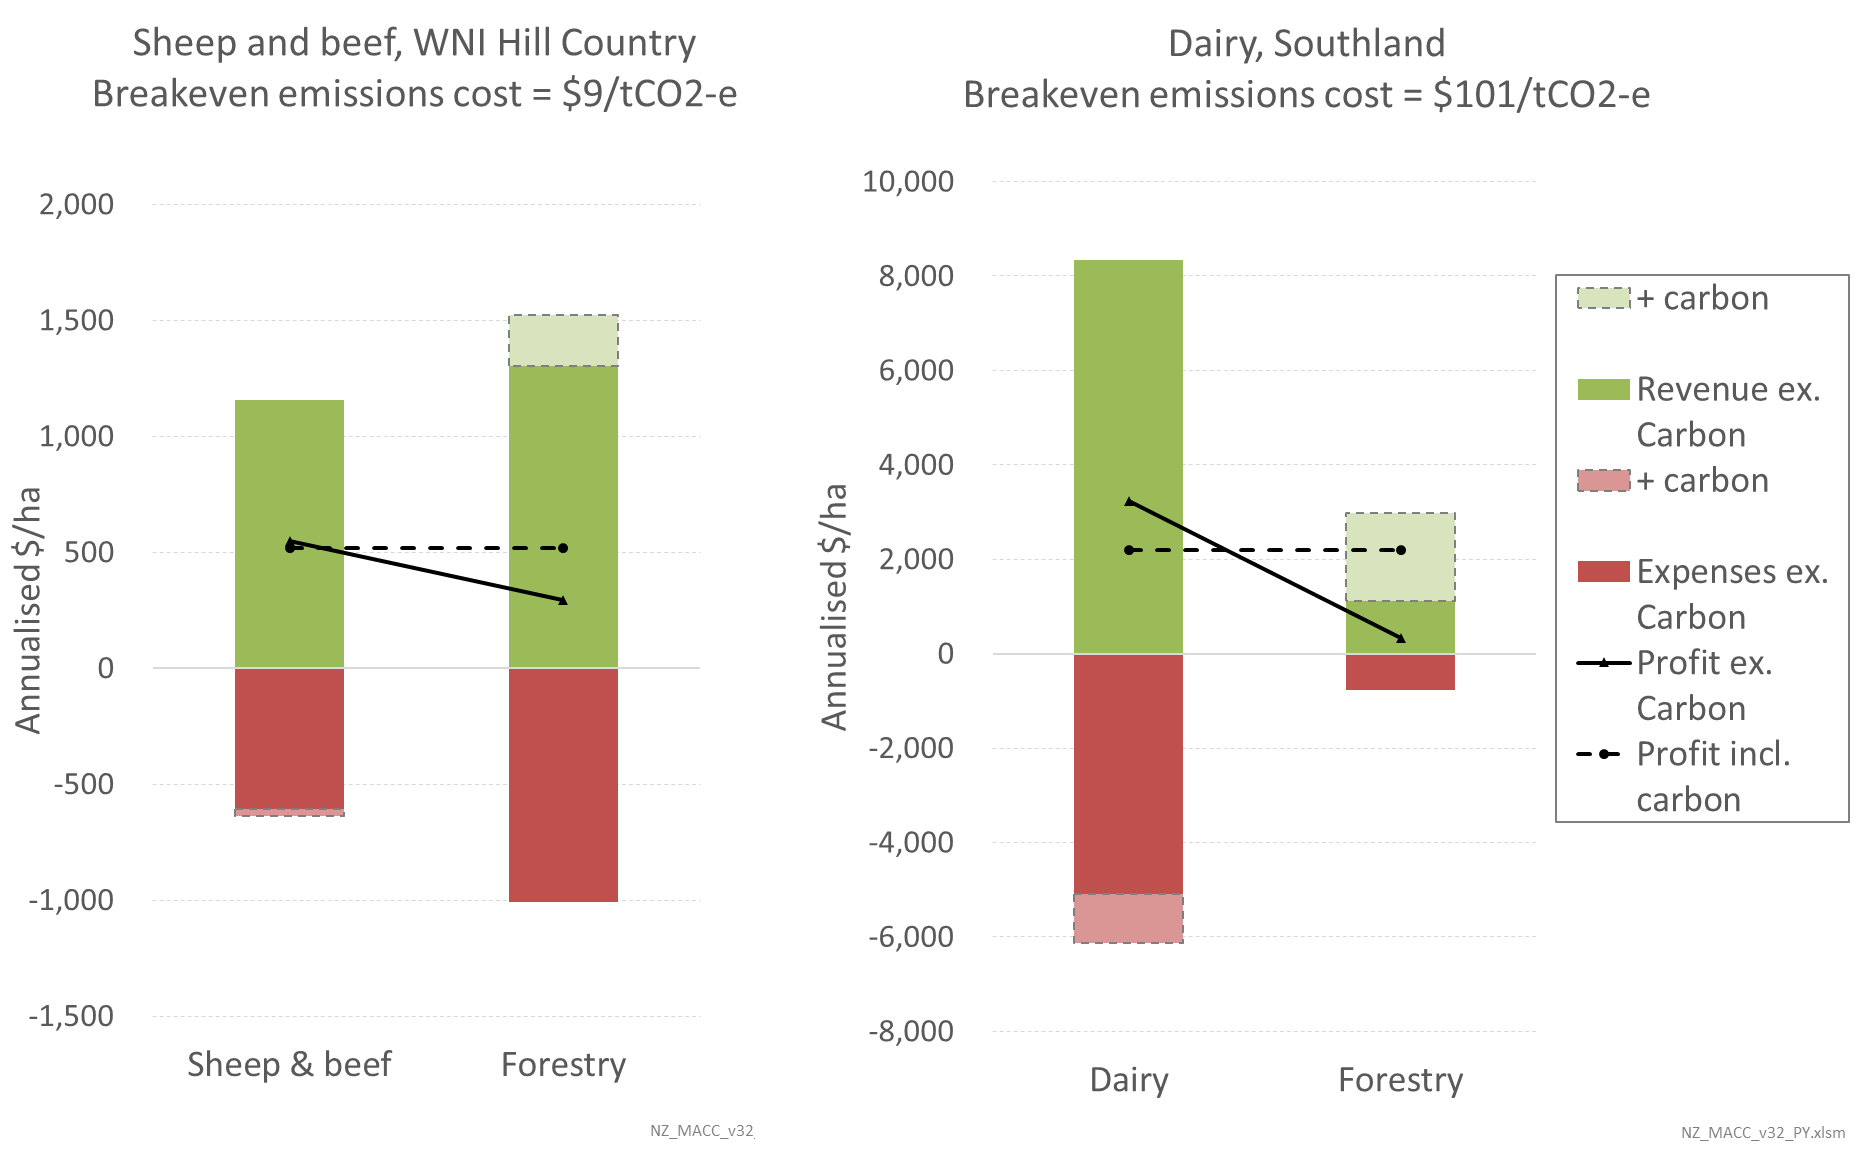 Sheep and beef, WNI Hill Country
Breakeven emissions cost = $9/tCO2-e
2,000
1,500
1,000
500
0
-500
-1,000
-1,500
Annualised $/ha
Sheep & beef
Forestry
NZ_MACC_v32_
Dairy, Southland
Breakeven emissions cost = $101/tCO2-e
10,000
8,000
6,000
4,000
2,000
0
-2,000
-4,000
-6,000
-8,000
Annualised $/ha
Dairy
Forestry
+ carbon
Revenue ex.
Carbon
+ carbon
Expenses ex.
Carbon
Profit ex.
Carbon
Profit incl.
carbon
NZ_MACC_v32_PY.xlsm